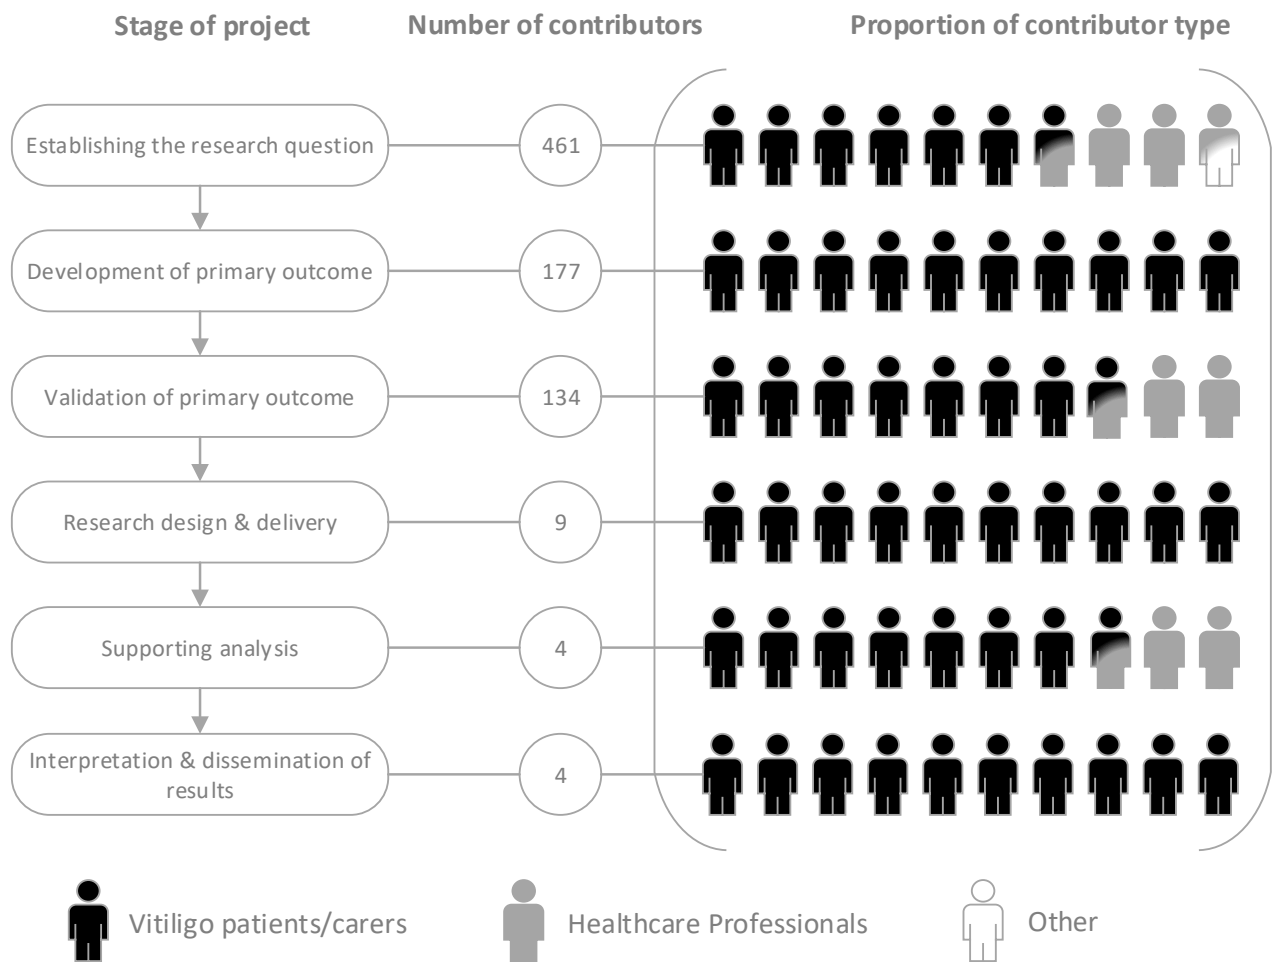 Stage of project
Number of contributors
Proportion of contributor type
Establishing the research question
461
Development of primary outcome
177
Validation of primary outcome
134
Research design & delivery
9
Supporting analysis
4
Interpretation & dissemination of
results
4
Vitiligo patients/carers
Healthcare Professionals
Other